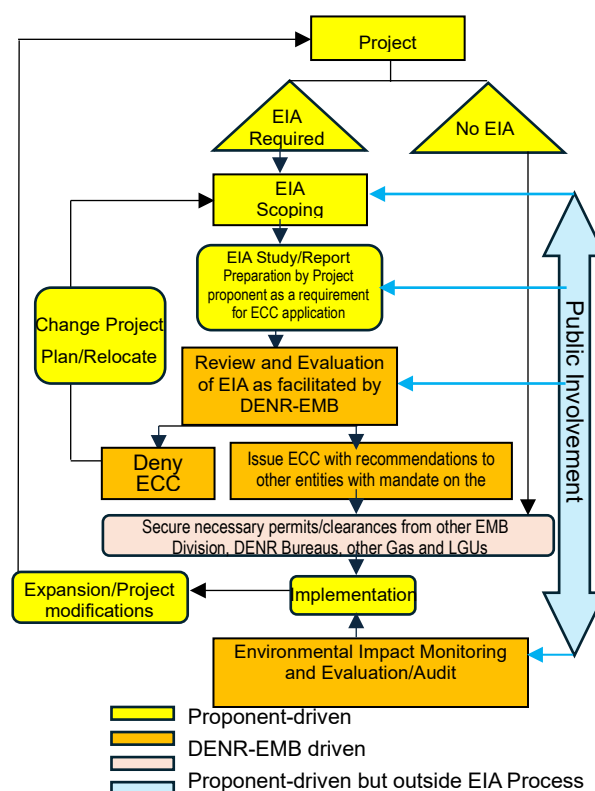 Project
EIA
Required
No EIA
EIA
Scoping
EIA Study/Report
Preparation by Project
proponent as a requirement
for ECC application
Change Project
Plan/Relocate
Review and Evaluation
of EIA as facilitated by
DENR-EMB
Deny
ECC
Issue ECC with recommendations to
other entities with mandate on the
Secure necessary permits/clearances from other EMB
Division, DENR Bureaus, other Gas and LGUs
Expansion/Project
modifications
Implementation
Environmental Impact Monitoring
and Evaluation/Audit
Public Involvement
Proponent-driven
DENR-EMB driven
Proponent-driven but outside EIA Process